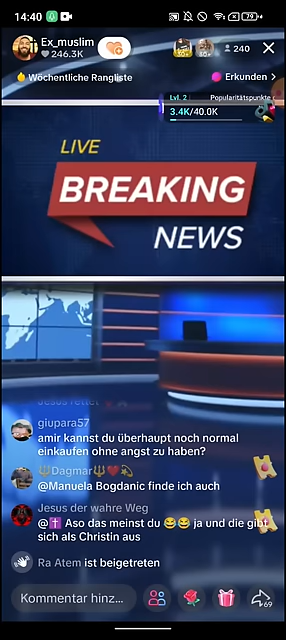 14:40
79
Ex_muslim
246.3K
240
Wöchentliche Rangliste
Erkunden
Lvl. 2 Popularitätspunkte
3.4K/40.0K
LIVE
BREAKING
NEWS
Jesus rettet
giupara57
amir kannst du überhaupt noch normal
einkaufen ohne angst zu haben?
🔱Dagmar🔱❤️💫
@Manuela Bogdanic finde ich auch
Jesus der wahre Weg
@✝️ Aso das meinst du 😂😂 ja und die gibt
sich als Christin aus
Ra Atem ist beigetreten
Kommentar hinz...
69